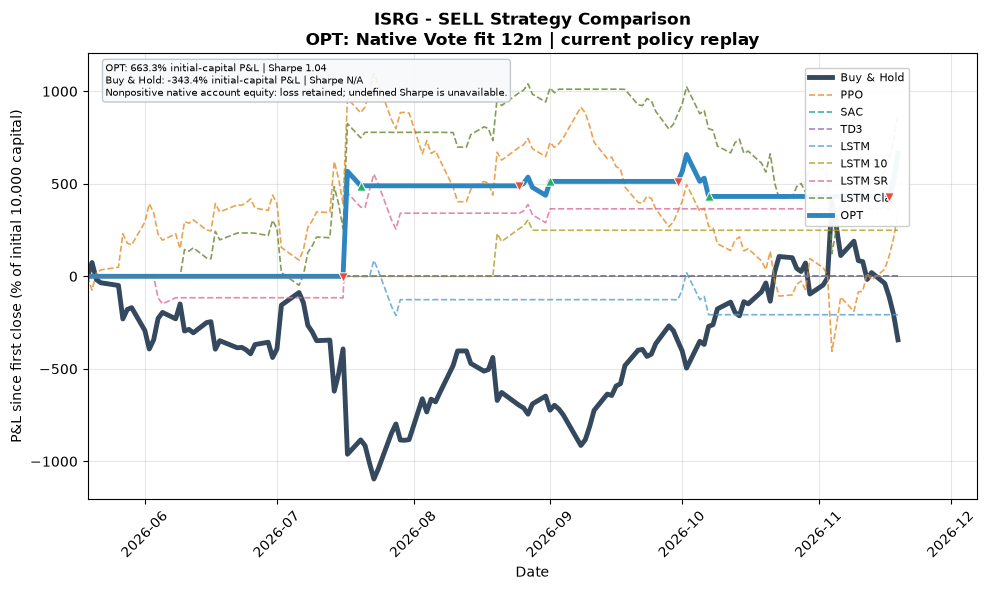 ISRG - SELL Strategy Comparison
OPT: Native Vote fit 12m | current policy replay
OPT: 663.3% initial-capital P&L | Sharpe 1.04
Buy & Hold: -343.4% initial-capital P&L | Sharpe N/A
Nonpositive native account equity: loss retained; undefined Sharpe is unavailable.
Buy & Hold
PPO
SAC
TD3
LSTM
LSTM 10
LSTM SR
LSTM Cla
OPT
P&L since first close (% of initial 10,000 capital)
1000
500
0
−500
−1000
2026-06
2026-07
2026-08
2026-09
2026-10
2026-11
2026-12
Date